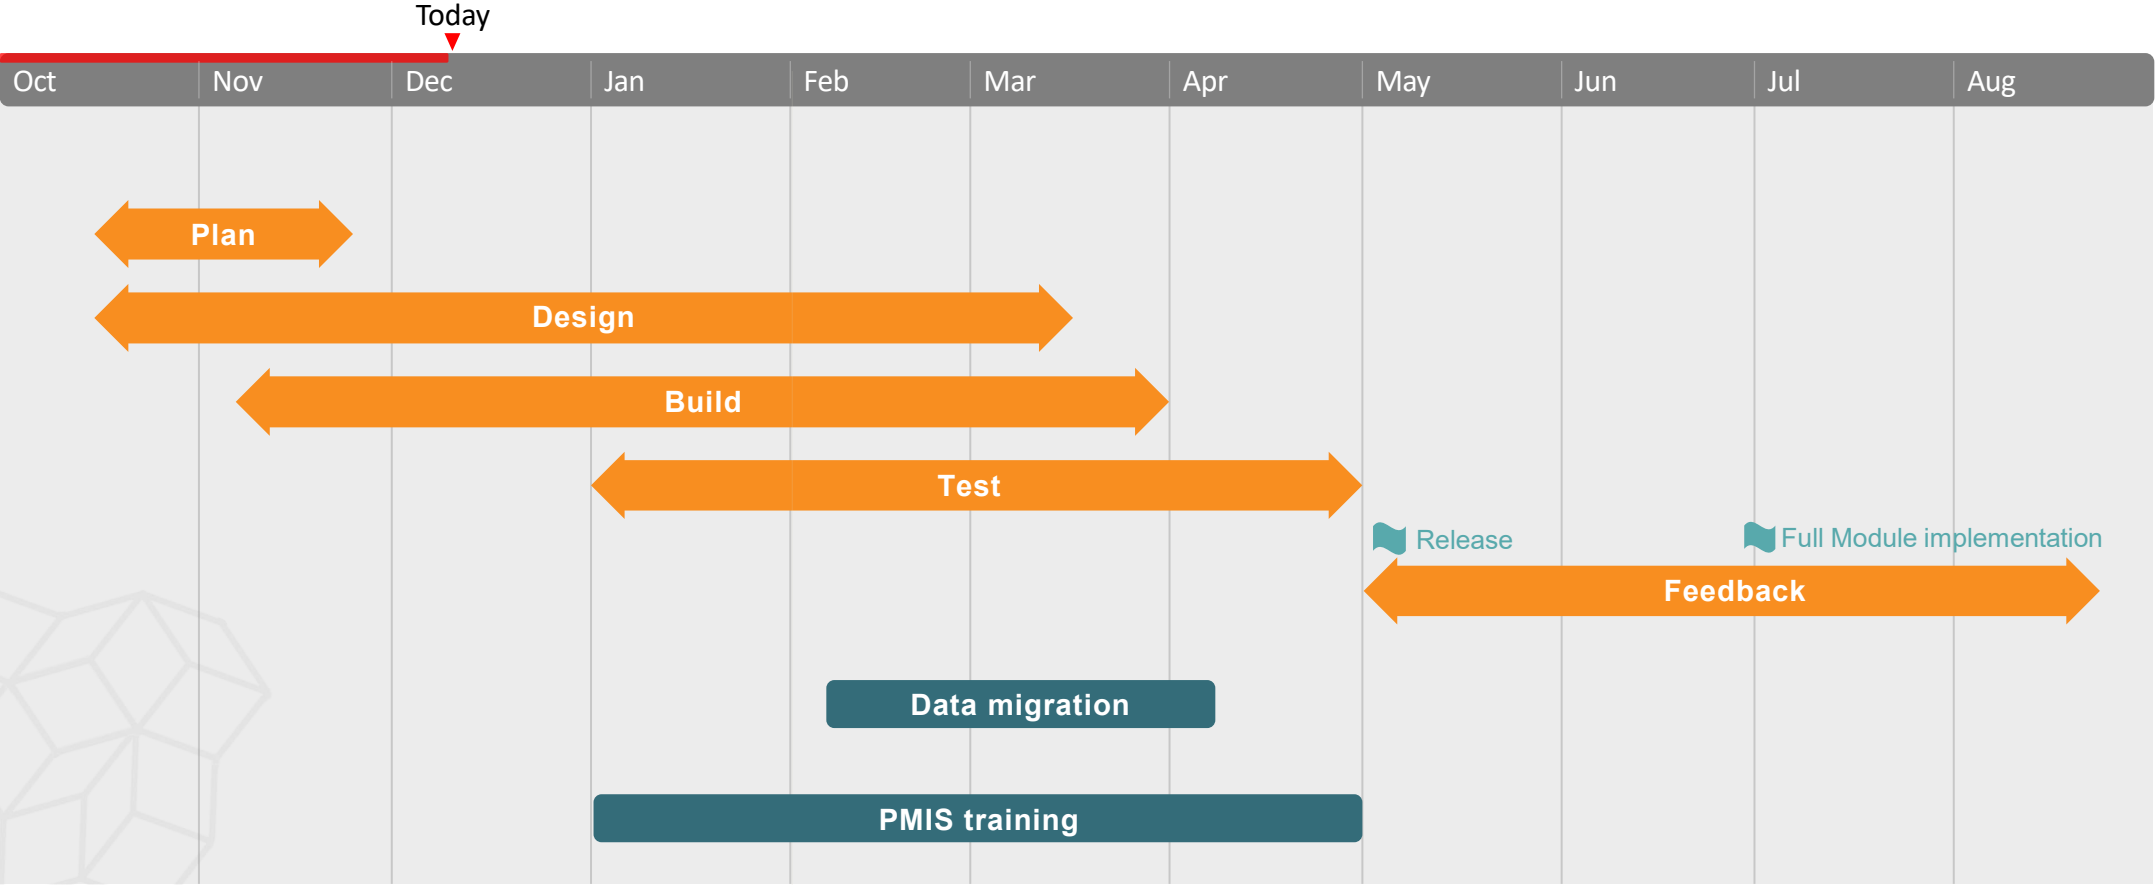 Today
Oct Nov Dec Jan Feb Mar Apr May Jun Jul Aug
Plan
Design
Build
Test
Release Full Module implementation
Feedback
Data migration
PMIS training